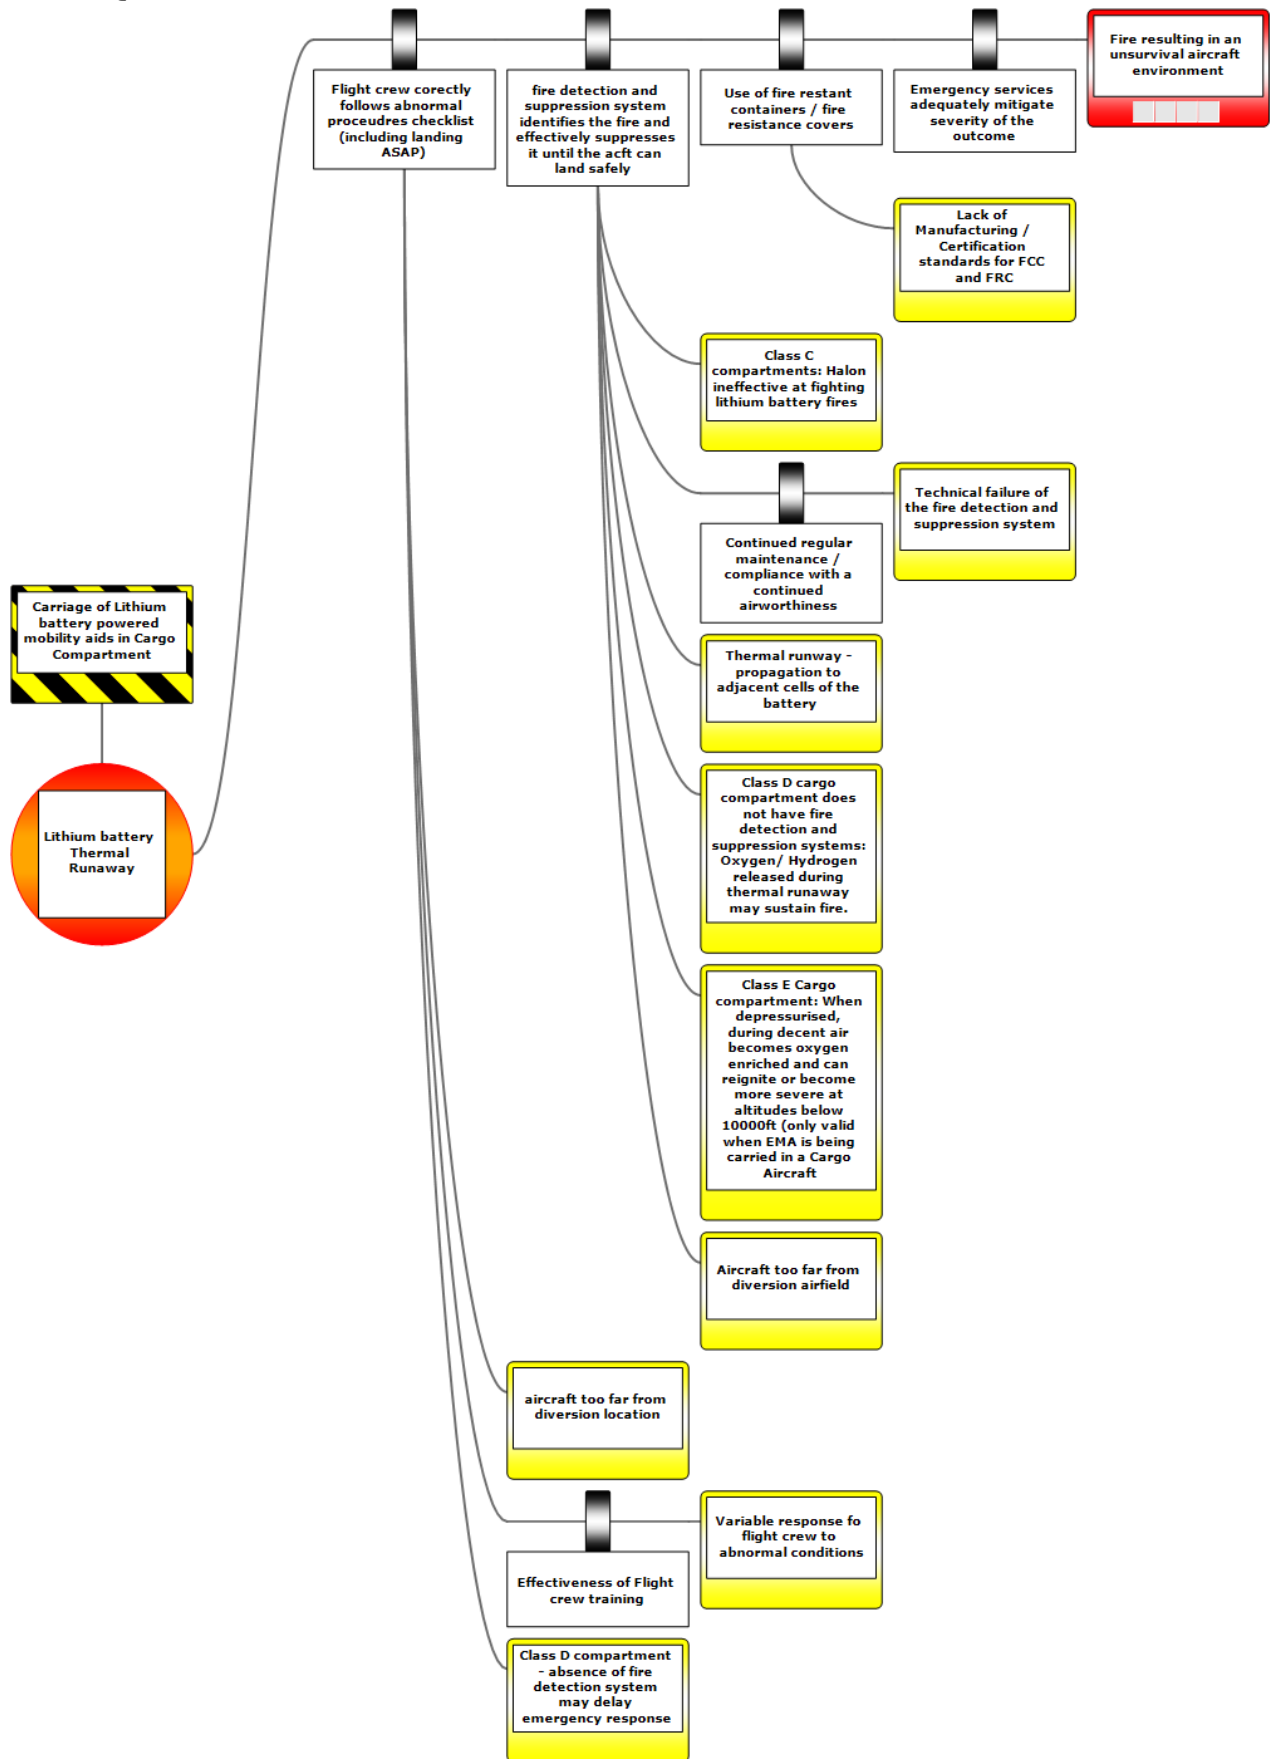 Flight crew corectly
follows abnormal
proceudres checklist
(including landing
ASAP)
fire detection and
suppression system
identifies the fire and
effectively suppresses
it until the acft can
land safely
Use of fire restant
containers / fire
resistance covers
Emergency services
adequately mitigate
severity of the
outcome
Fire resulting in an
unsurvival aircraft
environment
Lack of
Manufacturing /
Certification
standards for FCC
and FRC
Class C
compartments: Halon
ineffective at fighting
lithium battery fires
Technical failure of
the fire detection and
suppression system
Continued regular
maintenance /
compliance with a
continued
airworthiness
Carriage of Lithium
battery powered
mobility aids in Cargo
Compartment
Thermal runway -
propagation to
adjacent cells of the
battery
Lithium battery
Thermal
Runaway
Class D cargo
compartment does
not have fire
detection and
suppression systems:
Oxygen/ Hydrogen
released during
thermal runaway
may sustain fire.
Class E Cargo
compartment: When
depressurised,
during decent air
becomes oxygen
enriched and can
reignite or become
more severe at
altitudes below
10000ft (only valid
when EMA is being
carried in a Cargo
Aircraft
Aircraft too far from
diversion airfield
aircraft too far from
diversion location
Variable response fo
flight crew to
abnormal conditions
Effectiveness of Flight
crew training
Class D compartment
- absence of fire
detection system
may delay
emergency response